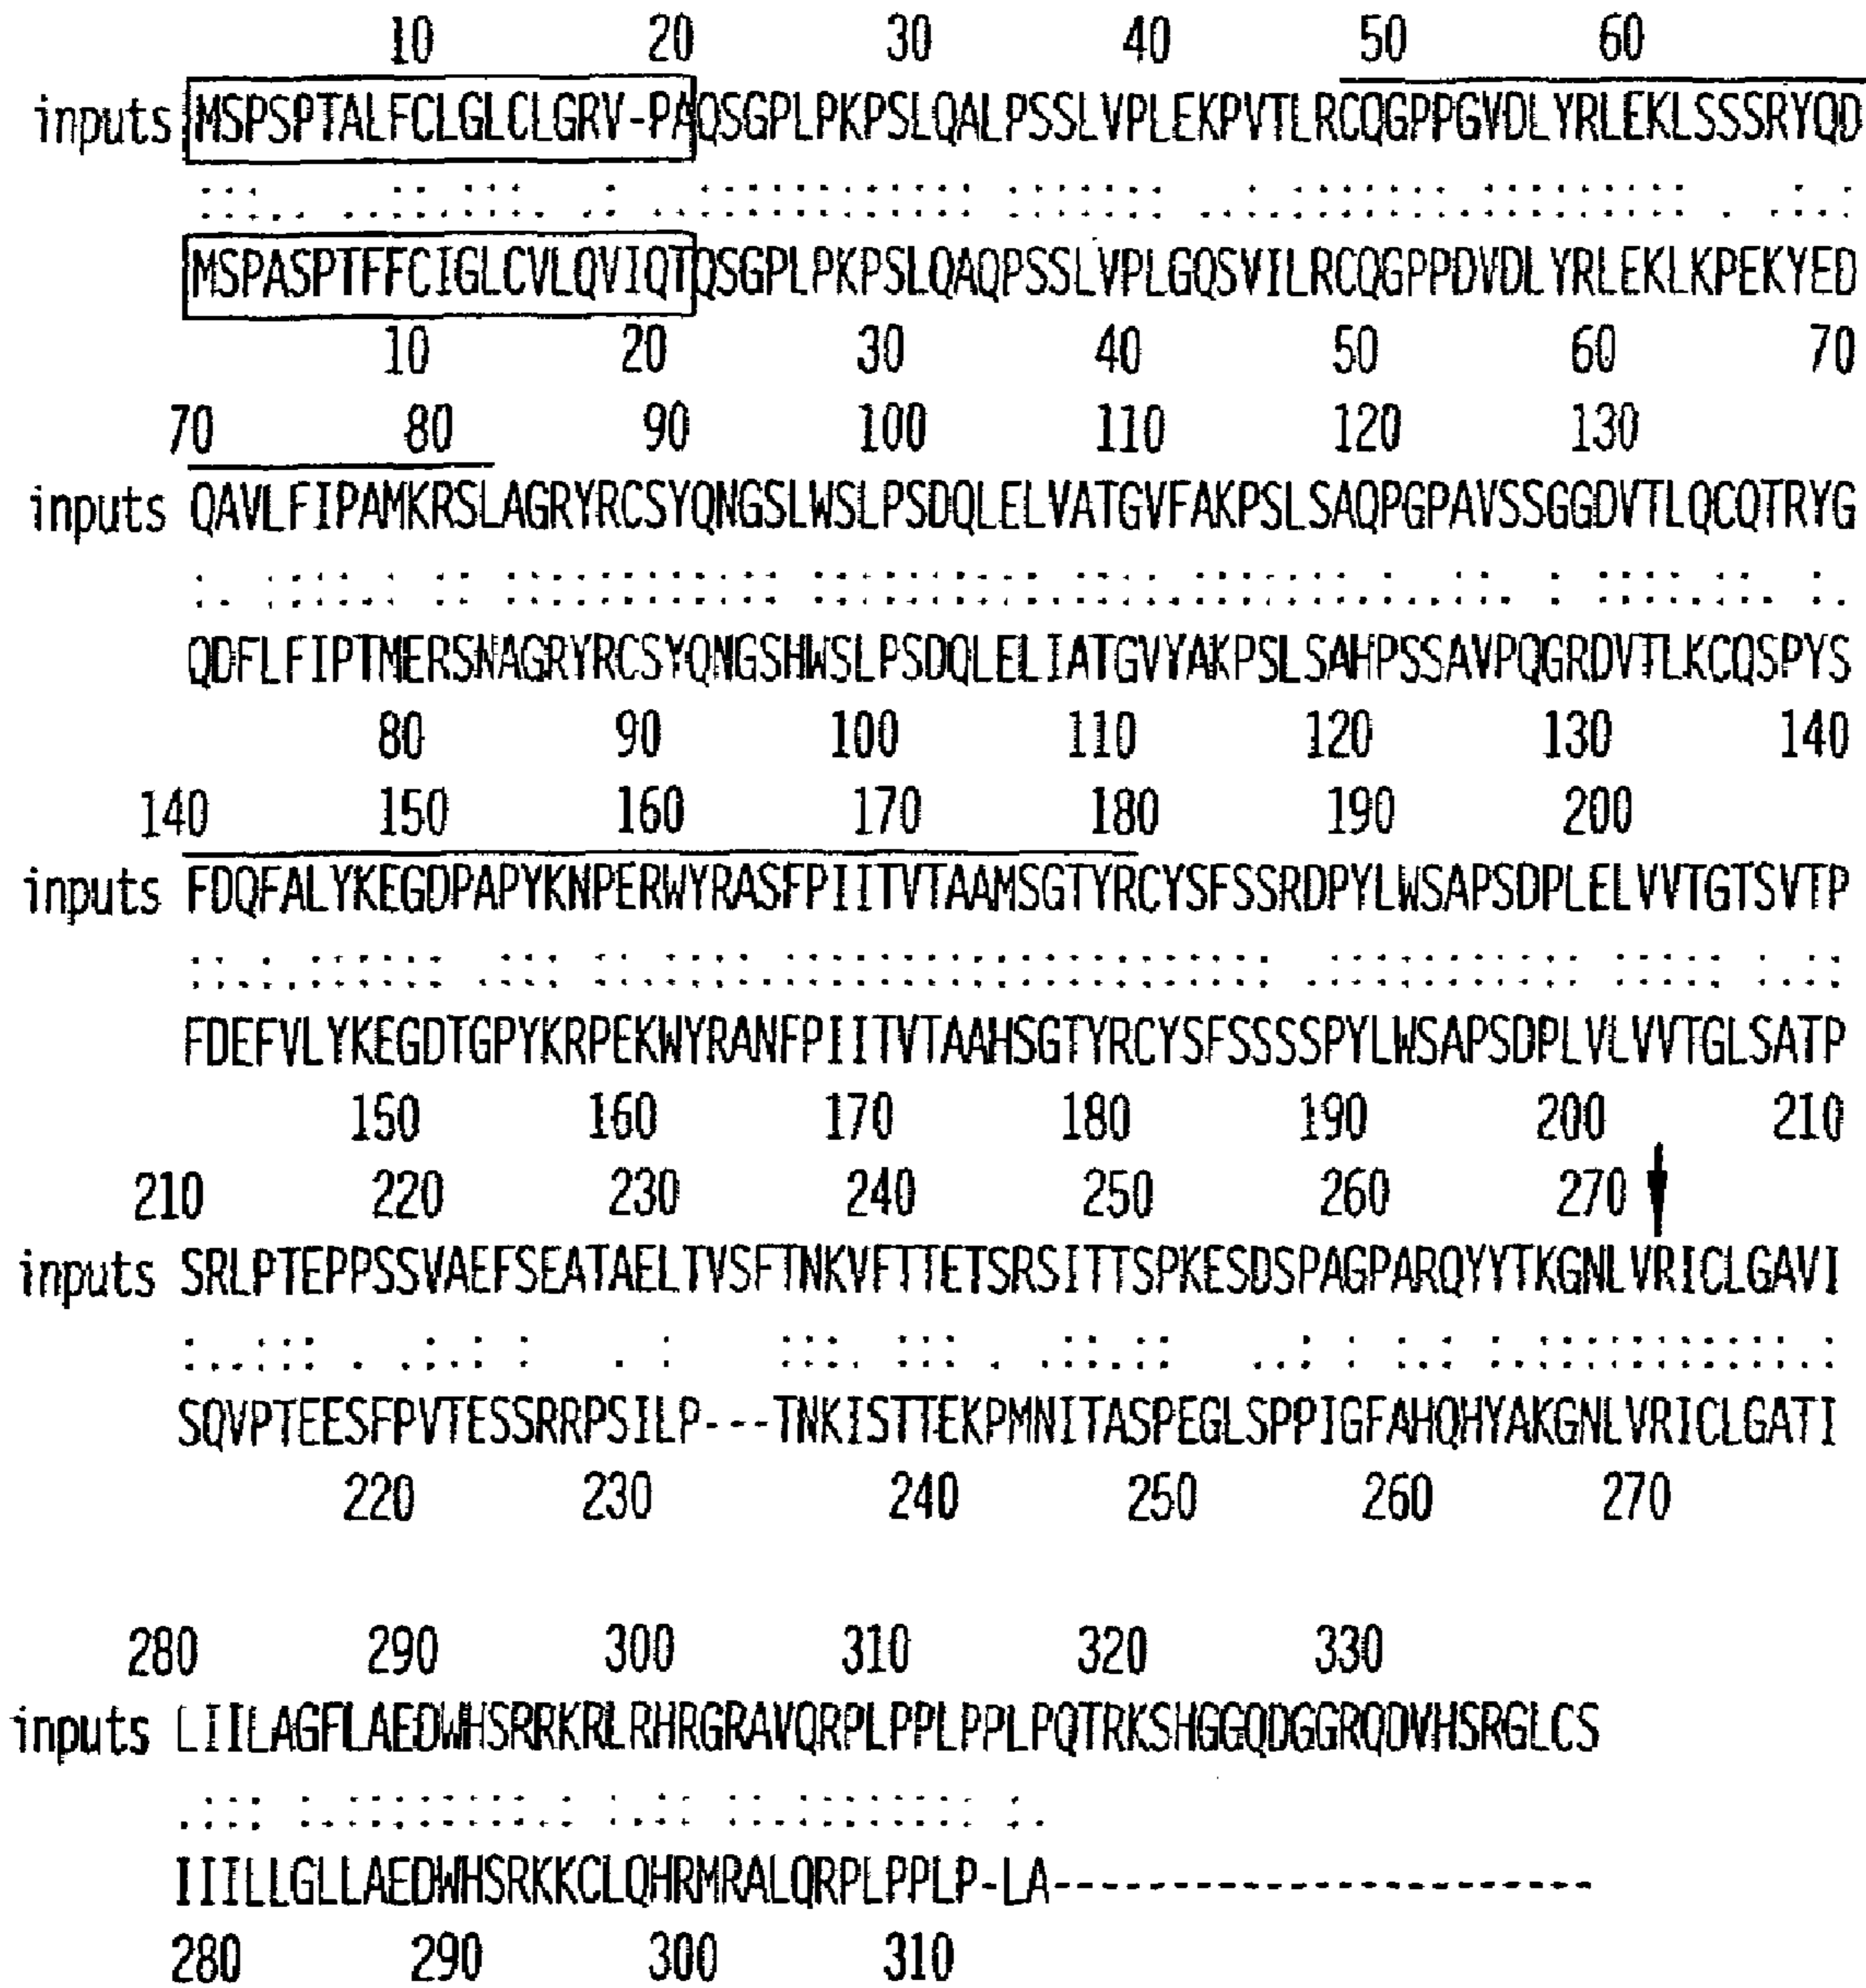 10 20 30 40 50 60
inputs MSPSPTALFCLGLCLGRV-PAQSGPLPKPSLQALPSSLVPLEKPVTLRCQGPPGVDLYRLEKLSSSRYQD
MSPASPTFFCIGLCVLQVIQTQSGPLPKPSLQAQPSSLVPLGQSVILRCQGPPDVDLYRLEKLKPEKYED
10 20 30 40 50 60 70
70 80 90 100 110 120 130
inputs QAVLFIPAMKRSLAGRYRCSYQNGSLWSLPSDQLELVATGVFAKPSLSAQPGPAVSSGGDVTLQCQTRYG
QDFLFIPTMERSNAGRYRCSYQNGSHWSLPSDQLELIATGVYAKPSLSAHPSSAVPQGRDVTLKCQSPYS
80 90 100 110 120 130 140
140 150 160 170 180 190 200
inputs FDQFALYKEGDPAPYKNPERWYRASFPIITVTAAMSGTYRCYSFSSRDPYLWSAPSDPLELVVTGTSVTP
FDEFVLYKEGDTGPYKRPEKWYRANFPIITVTAAHSGTYRCYSFSSSSPYLWSAPSDPLVLVVTGLSATP
150 160 170 180 190 200 210
210 220 230 240 250 260 270
inputs SRLPTEPPSSVAEFSEATAELTVSFTNKVFTTETSRSITTSPKESDSPAGPARQYYTKGNLVRICLGAVI
SQVPTEESFPVTESSRRPSILP---TNKISTTEKPMNITASPEGLSPPIGFAHQHYAKGNLVRICLGATI
220 230 240 250 260 270
280 290 300 310 320 330
inputs LIILAGFLAEDWHSRRKRLRHRGRAVQRPLPPLPPLPQTRKSHGGQDGGRQDVHSRGLCS
IIILLGLLAEDWHSRKKCLQHRMRALQRPLPPLP-LA-----------------------
280 290 300 310